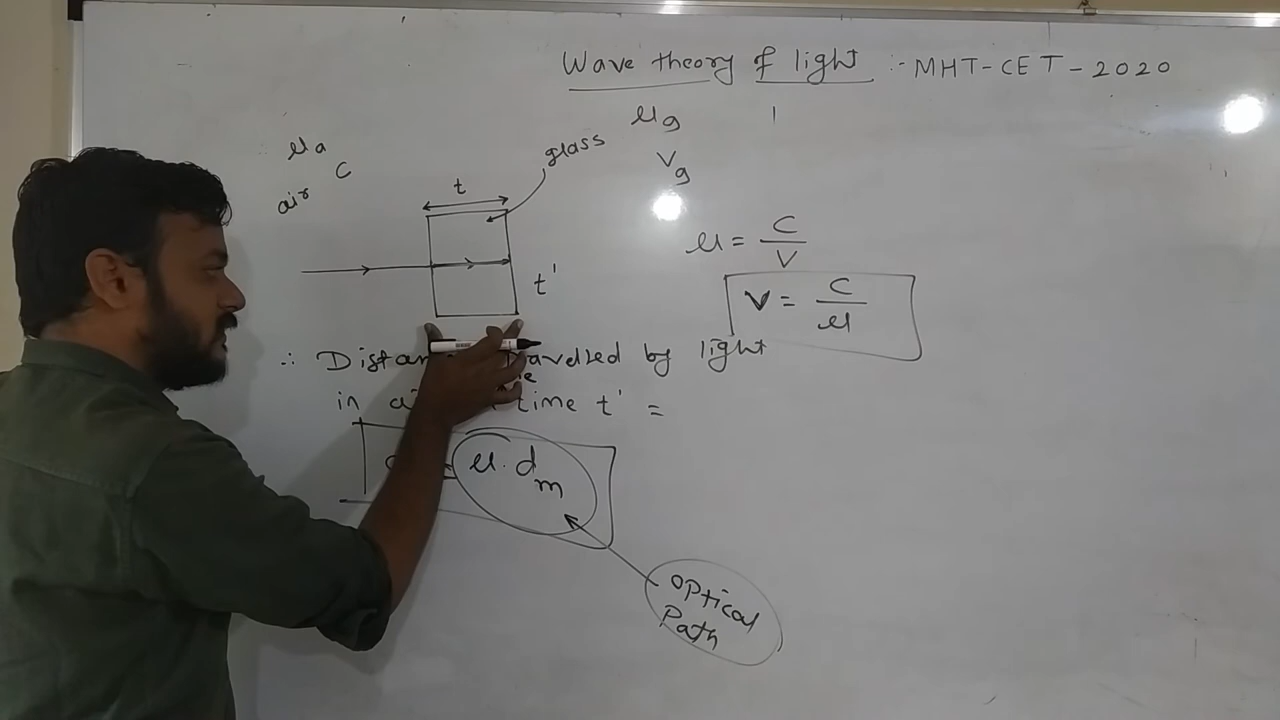 Wave theory of light :- MHT-CET-2020
μg
μa
c
air
glass
Vg
t
μ = c/v
t'
v = c/μ
∴ Distan travelled by light
in time t' =
μ.dm
optical
Path